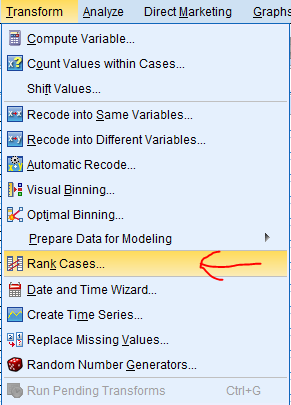 Transform Analyze Direct Marketing Graphs
Compute Variable...
Count Values within Cases...
Shift Values...
Recode into Same Variables...
Recode into Different Variables...
Automatic Recode...
Visual Binning...
Optimal Binning...
Prepare Data for Modeling
Rank Cases...
Date and Time Wizard...
Create Time Series...
Replace Missing Values...
Random Number Generators...
Run Pending Transforms Ctrl+G